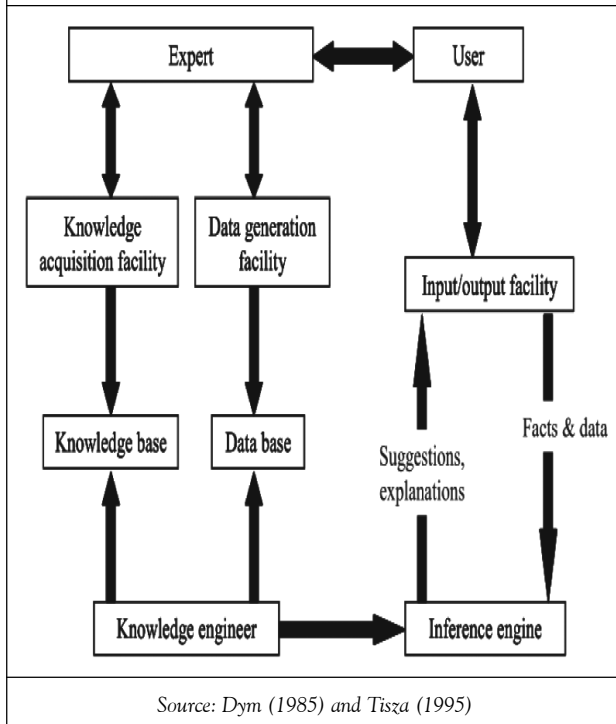 Expert
User
Knowledge
acquisition facility
Data generation
facility
Input/output facility
Knowledge base
Data base
Suggestions,
explanations
Facts & data
Knowledge engineer
Inference engine
Source: Dym (1985) and Tisza (1995)